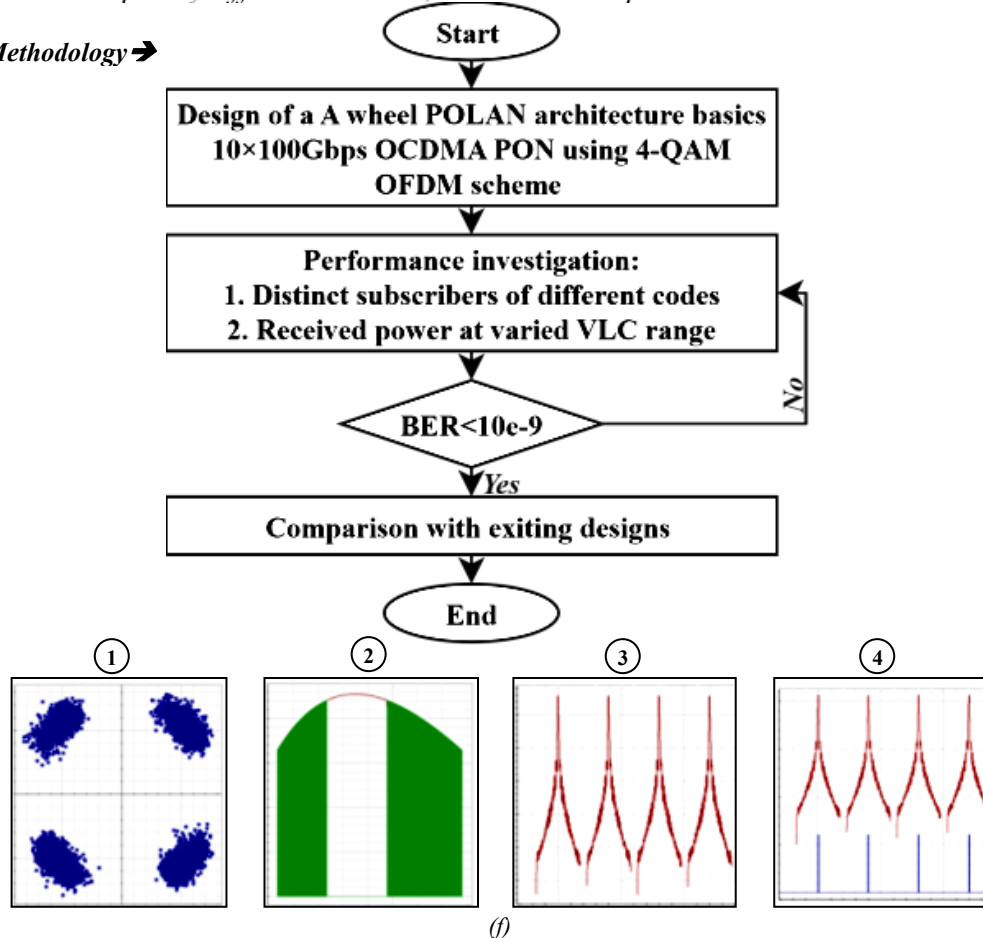 Start
Methodology➔
Design of a A wheel POLAN architecture basics
10×100Gbps OCDMA PON using 4-QAM
OFDM scheme
Performance investigation:
1. Distinct subscribers of different codes
2. Received power at varied VLC range
No
BER<10e-9
Yes
Comparison with exiting designs
End
1 2 3 4
(f)